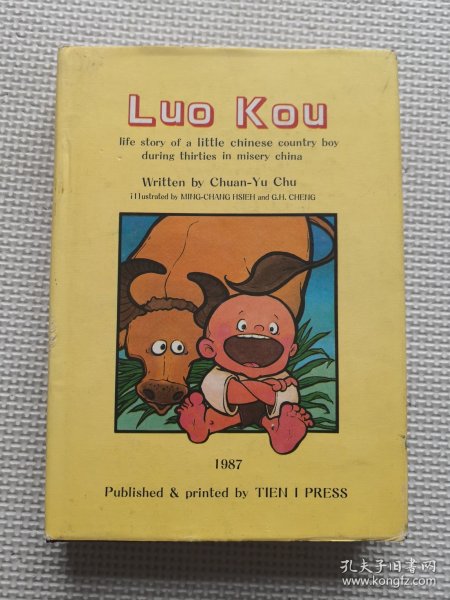 Luo Kou
life story of a little chinese country boy
during thirties in misery china
Written by Chuan-Yu Chu
illustrated by MING-CHANG HSIEH and G.H. CHENG
1987
Published & printed by TIEN I PRESS
孔夫子旧书网
www.kongfz.com